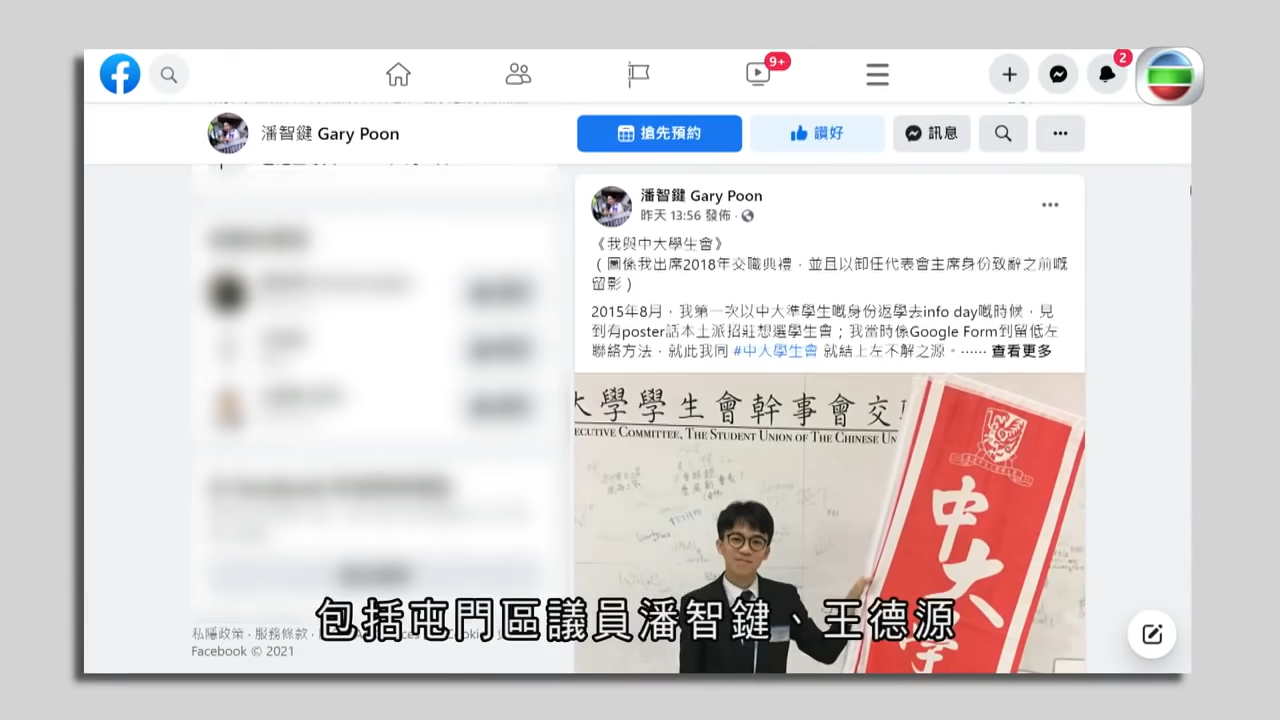 9+
2
潘智鍵 Gary Poon
搶先預約
讚好
訊息
潘智鍵 Gary Poon
昨天 13:56 發佈 ·
《我與中大學生會》
（圖係我出席2018年交職典禮，並且以卸任代表會主席身份致辭之前嘅
留影）
2015年8月，我第一次以中大準學生嘅身份返學去info day嘅時候，見
到有poster話本土派招莊想選學生會；我當時係Google Form到留低左
聯絡方法，就此我同 #中大學生會 就結上左不解之源。⋯⋯ 查看更多
大學學生會幹事會交
ECUTIVE COMMITTEE, THE STUDENT UNION OF THE CHINESE UN
中大學
包括屯門區議員潘智鍵、王德源
私隱政策 · 服務條款 ·
Facebook © 2021